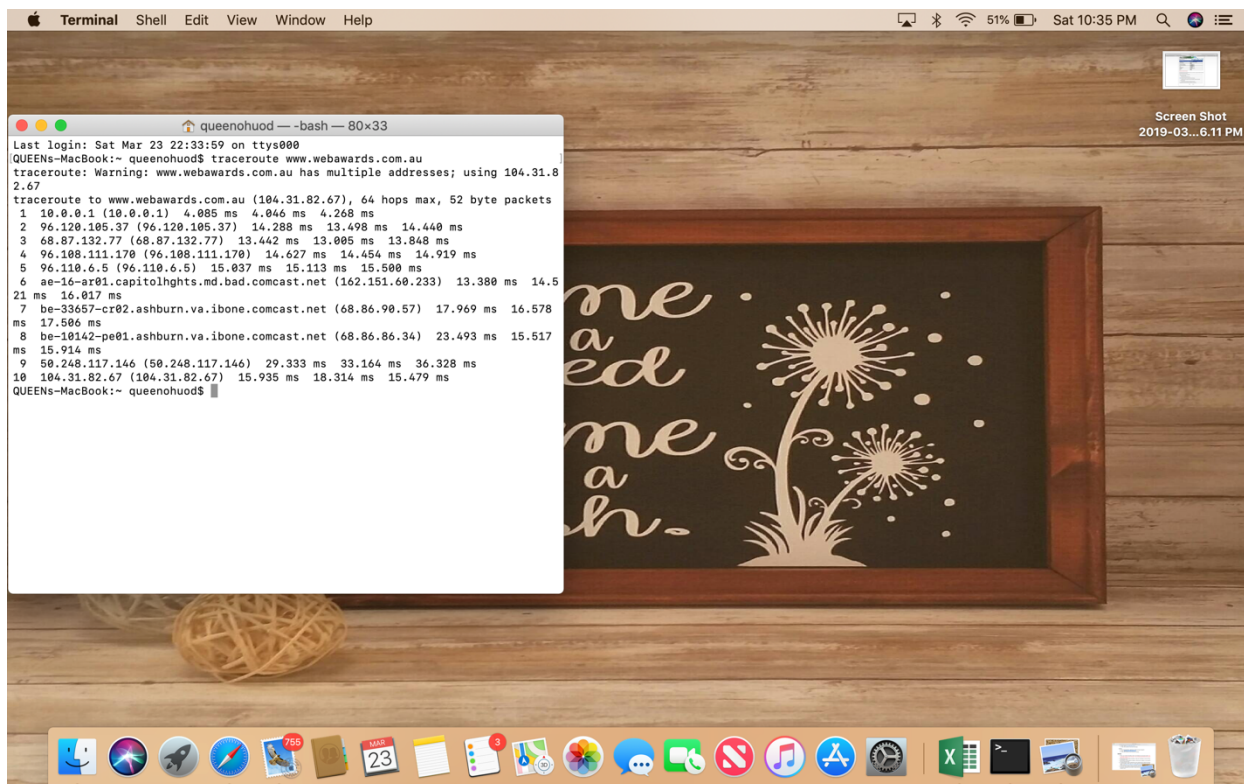 Terminal Shell Edit View Window Help 51% Sat 10:35 PM
Screen Shot
2019-03...6.11 PM
queenohuod — -bash — 80×33
Last login: Sat Mar 23 22:33:59 on ttys000
[QUEENs-MacBook:~ queenohuod$ traceroute www.webawards.com.au ]
traceroute: Warning: www.webawards.com.au has multiple addresses; using 104.31.8
2.67
traceroute to www.webawards.com.au (104.31.82.67), 64 hops max, 52 byte packets
1 10.0.0.1 (10.0.0.1) 4.085 ms 4.046 ms 4.268 ms
2 96.120.105.37 (96.120.105.37) 14.288 ms 13.498 ms 14.440 ms
3 68.87.132.77 (68.87.132.77) 13.442 ms 13.005 ms 13.848 ms
4 96.108.111.170 (96.108.111.170) 14.627 ms 14.454 ms 14.919 ms
5 96.110.6.5 (96.110.6.5) 15.037 ms 15.113 ms 15.500 ms
6 ae-16-ar01.capitolhghts.md.bad.comcast.net (162.151.60.233) 13.380 ms 14.5
21 ms 16.017 ms
7 be-33657-cr02.ashburn.va.ibone.comcast.net (68.86.90.57) 17.969 ms 16.578
ms 17.506 ms
8 be-10142-pe01.ashburn.va.ibone.comcast.net (68.86.86.34) 23.493 ms 15.517
ms 15.914 ms
9 50.248.117.146 (50.248.117.146) 29.333 ms 33.164 ms 36.328 ms
10 104.31.82.67 (104.31.82.67) 15.935 ms 18.314 ms 15.479 ms
QUEENs-MacBook:~ queenohuod$
me
a
ed
me
a
h.
755
MAR
23
3
3D
X
>_